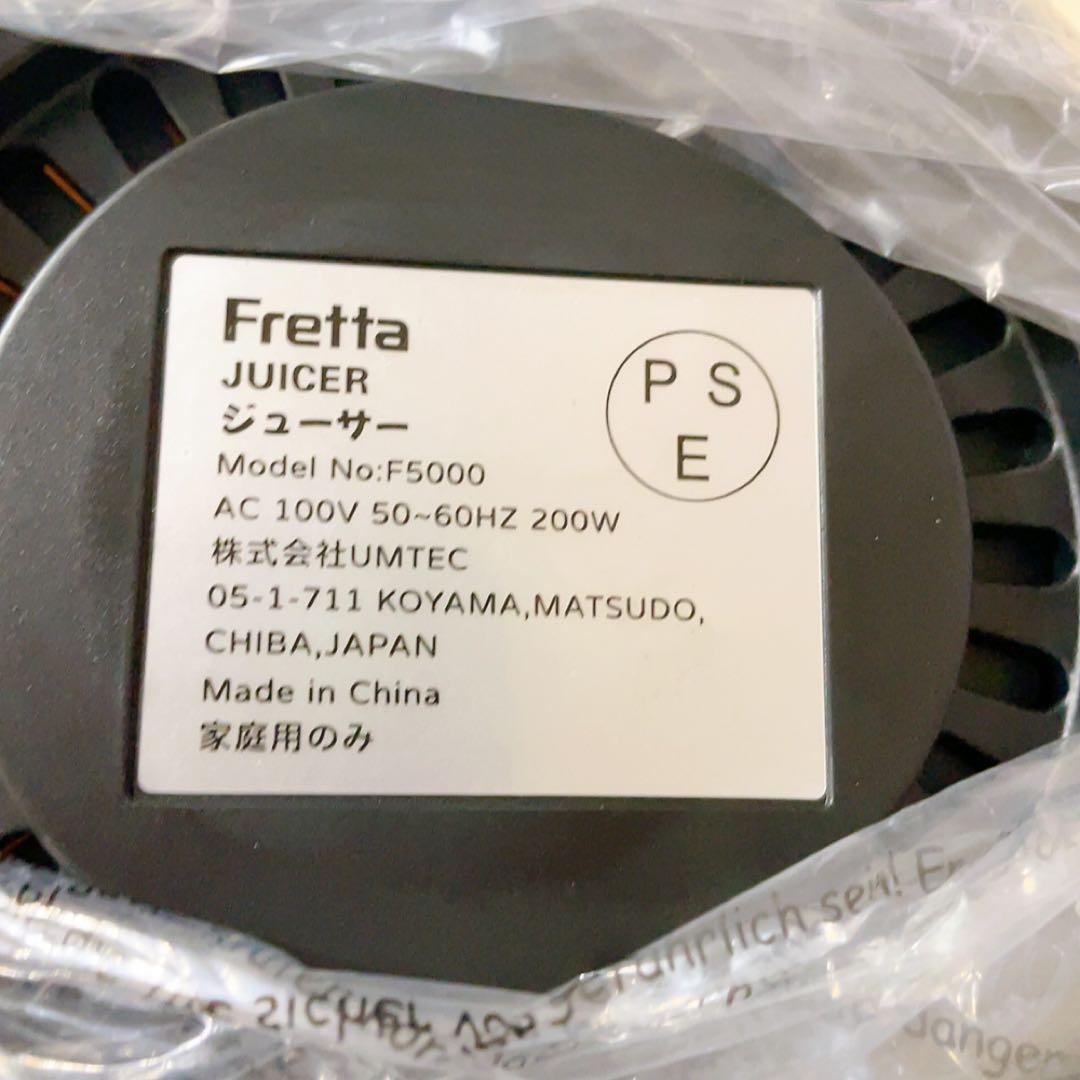 Fretta
JUICER
ジューサー
Model No:F5000
AC 100V 50~60HZ 200W
株式会社UMTEC
05-1-711 KOYAMA,MATSUDO,
CHIBA,JAPAN
Made in China
家庭用のみ
P S
E
sein!